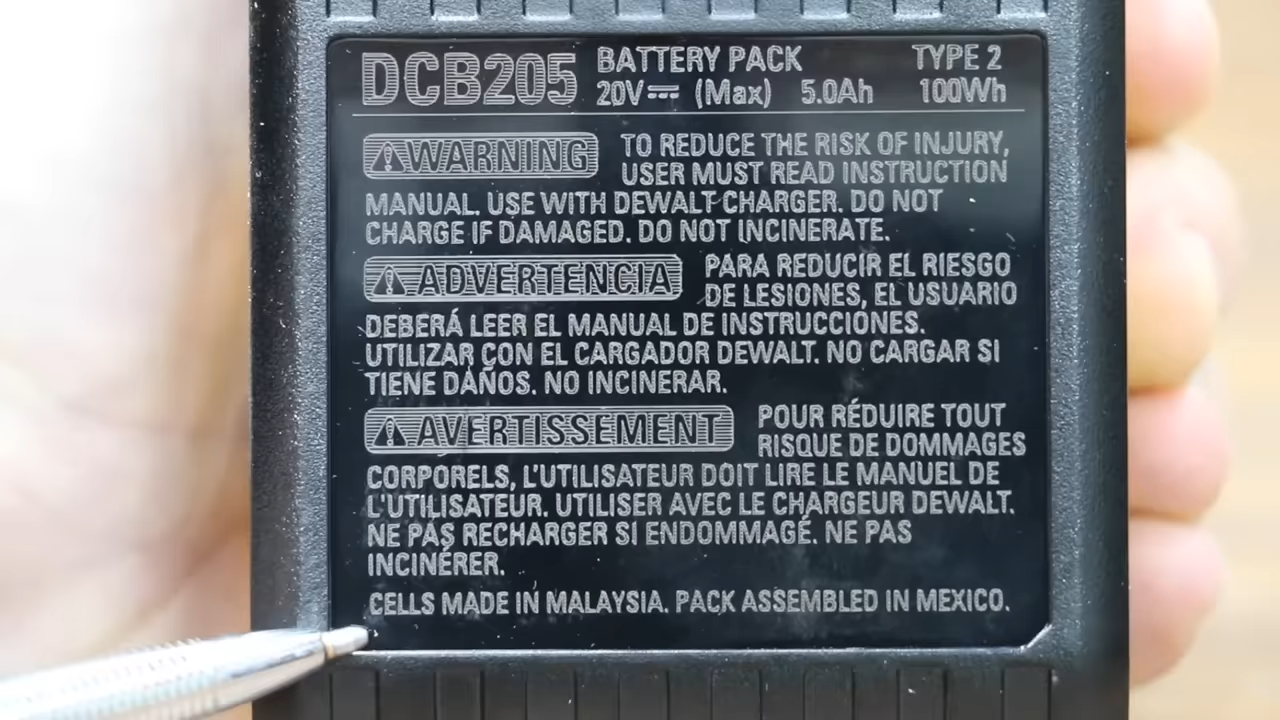 DCB205 BATTERY PACK TYPE 2
20V⎓ (Max) 5.0Ah 100Wh
⚠WARNING TO REDUCE THE RISK OF INJURY,
USER MUST READ INSTRUCTION
MANUAL. USE WITH DEWALT CHARGER. DO NOT
CHARGE IF DAMAGED. DO NOT INCINERATE.
⚠ADVERTENCIA PARA REDUCIR EL RIESGO
DE LESIONES, EL USUARIO
DEBERÁ LEER EL MANUAL DE INSTRUCCIONES.
UTILIZAR CON EL CARGADOR DEWALT. NO CARGAR SI
TIENE DAÑOS. NO INCINERAR.
⚠AVERTISSEMENT POUR RÉDUIRE TOUT
RISQUE DE DOMMAGES
CORPORELS, L'UTILISATEUR DOIT LIRE LE MANUEL DE
L'UTILISATEUR. UTILISER AVEC LE CHARGEUR DEWALT.
NE PAS RECHARGER SI ENDOMMAGÉ. NE PAS
INCINÉRER.
CELLS MADE IN MALAYSIA. PACK ASSEMBLED IN MEXICO.